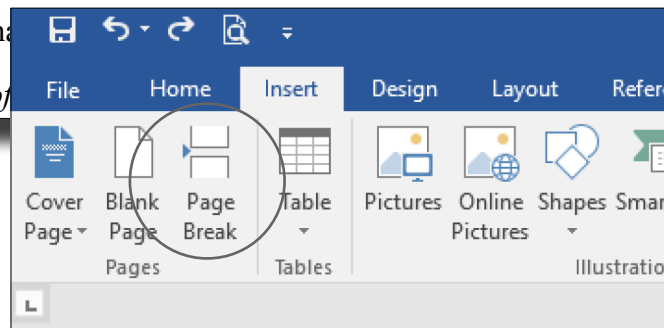 File Home Insert Design Layout
Cover Blank Page Table Pictures Online Shapes
Page Page Break Pictures
Pages Tables